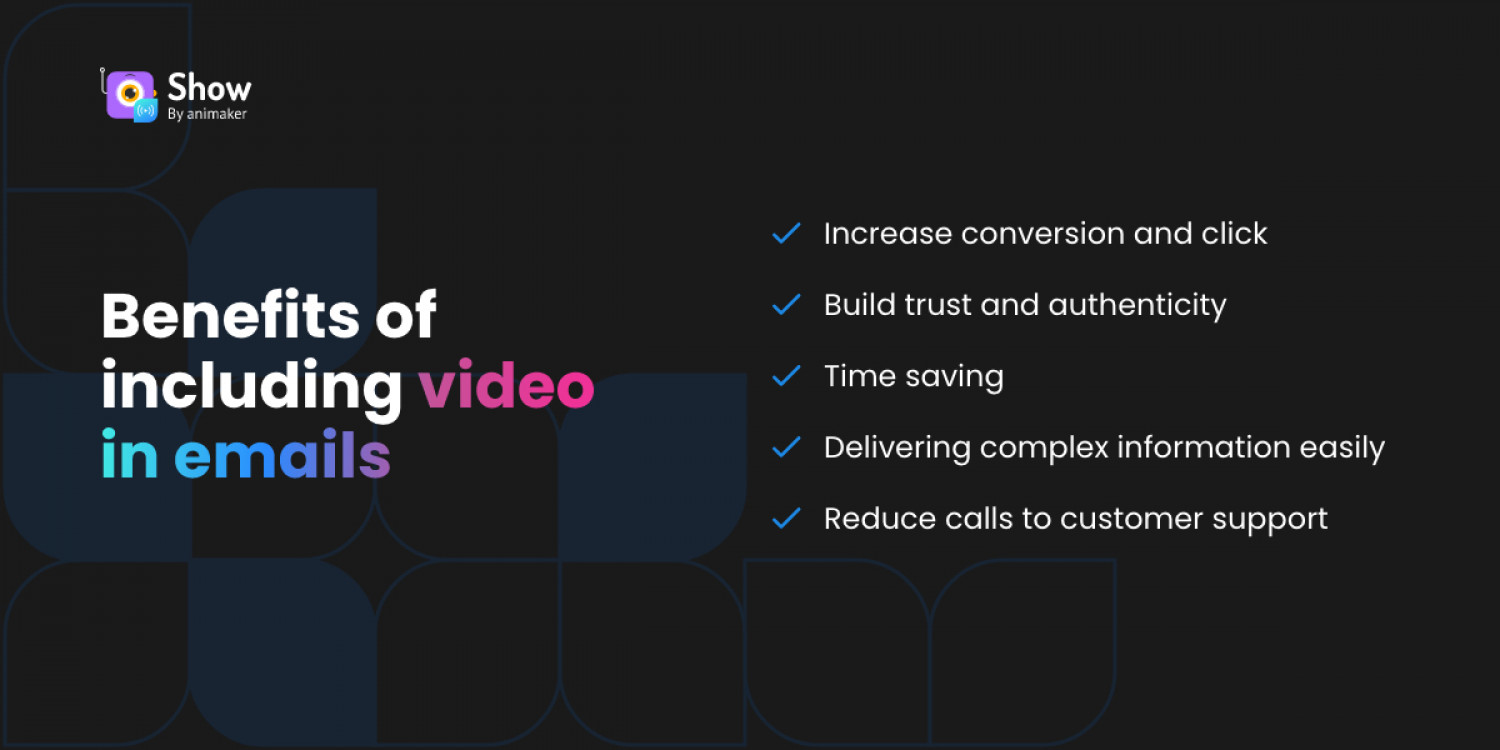 Show
By animaker
Benefits of
including video
in emails
Increase conversion and click
Build trust and authenticity
Time saving
Delivering complex information easily
Reduce calls to customer support